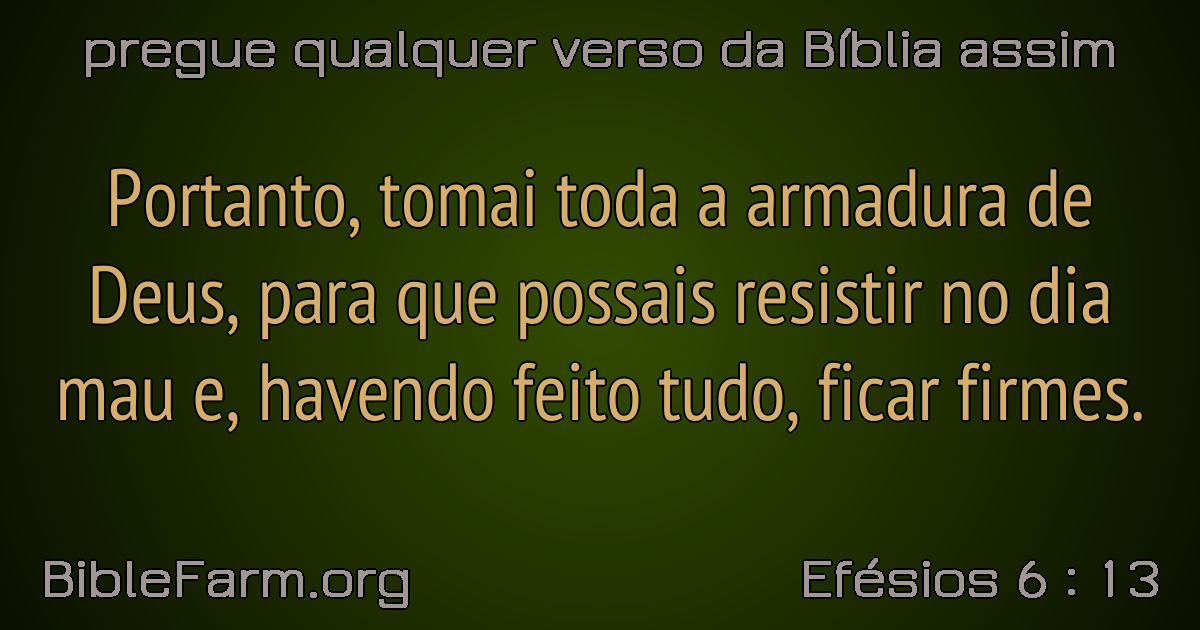 pregue qualquer verso da Bíblia assim
Portanto, tomai toda a armadura de
Deus, para que possais resistir no dia
mau e, havendo feito tudo, ficar firmes.
BibleFarm.org
Efésios 6 : 13